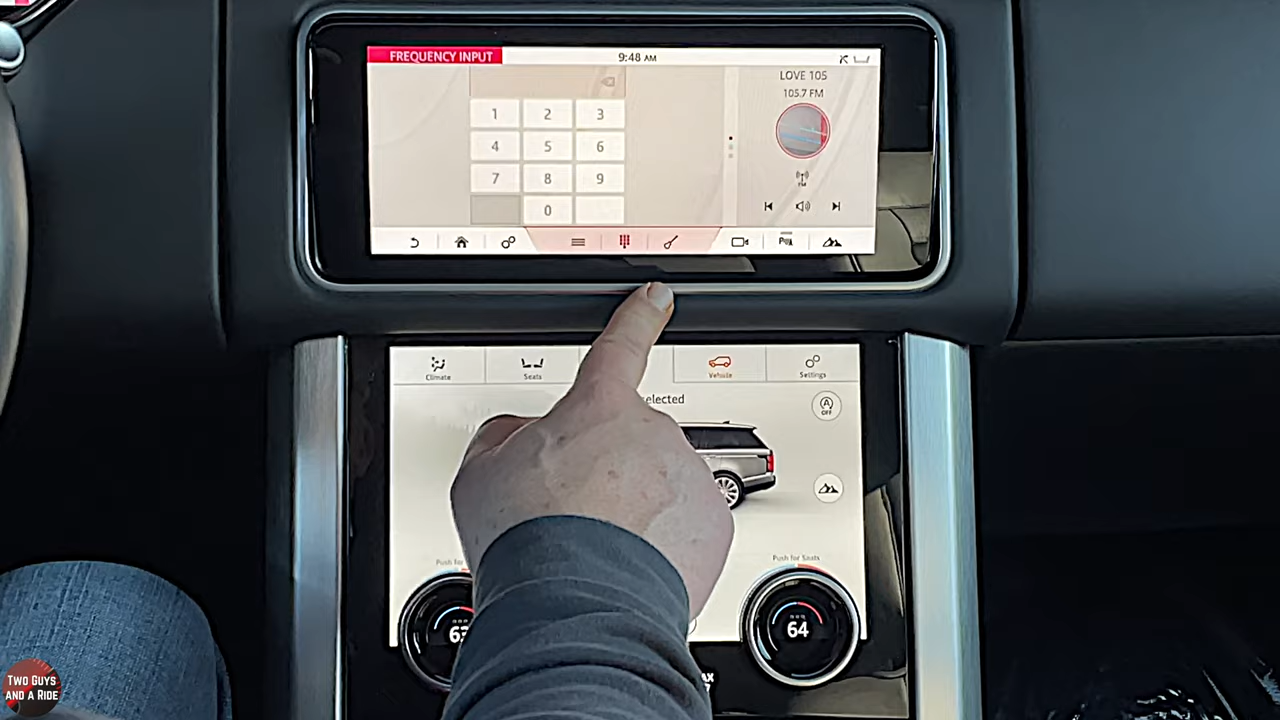 FREQUENCY INPUT
9:48 AM
LOVE 105
105.7 FM
1 2 3
4 5 6
7 8 9
0
Climate
Seats
Vehicle
Settings
elected
OFF
Push for
Push for Seats
63
64
TWO GUYS
AND A RIDE